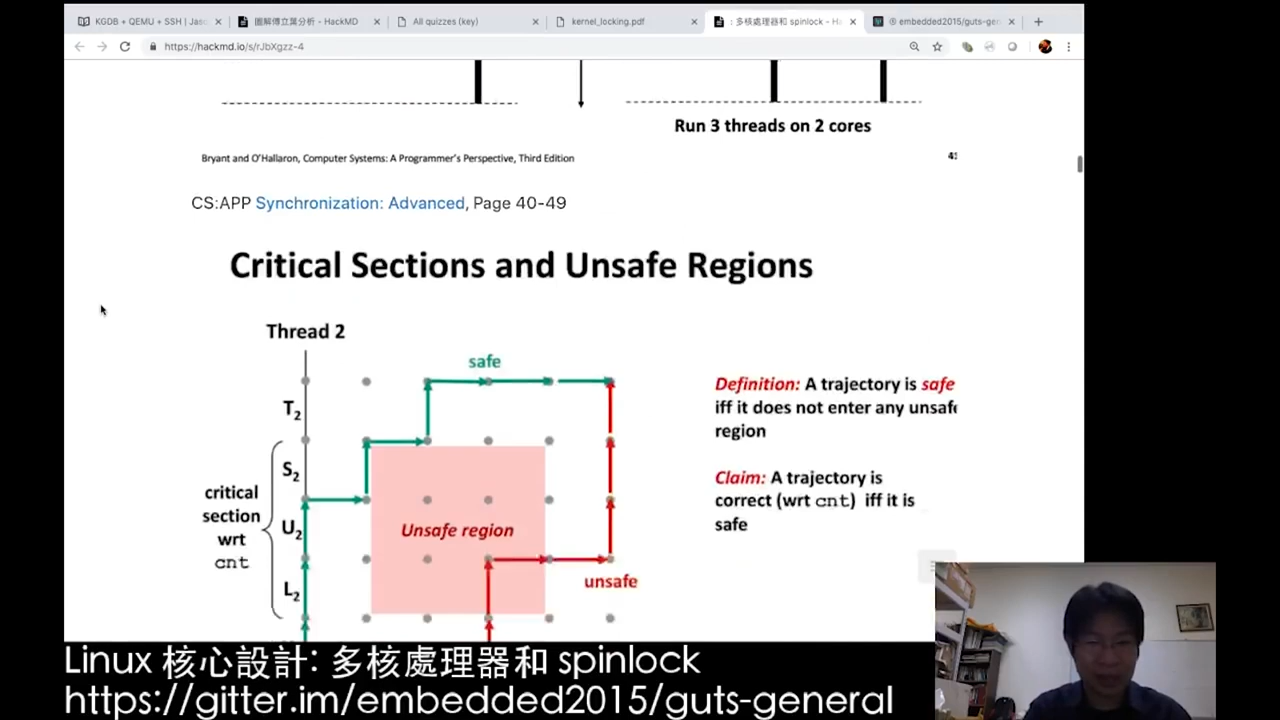 KGDB + QEMU + SSH | Jaso
圖解傅立葉分析 - HackMD
All quizzes (key)
kernel_locking.pdf
: 多核處理器和 spinlock - Ha
embedded2015/guts-gen
https://hackmd.io/s/rJbXgzz-4
Run 3 threads on 2 cores
Bryant and O'Hallaron, Computer Systems: A Programmer's Perspective, Third Edition
CS:APP Synchronization: Advanced, Page 40-49
Critical Sections and Unsafe Regions
Thread 2
safe
T2
S2
U2
L2
critical
section
wrt
cnt
Unsafe region
unsafe
Definition: A trajectory is safe
iff it does not enter any unsafe
region
Claim: A trajectory is
correct (wrt cnt) iff it is
safe
Linux 核心設計: 多核處理器和 spinlock
https://gitter.im/embedded2015/guts-general